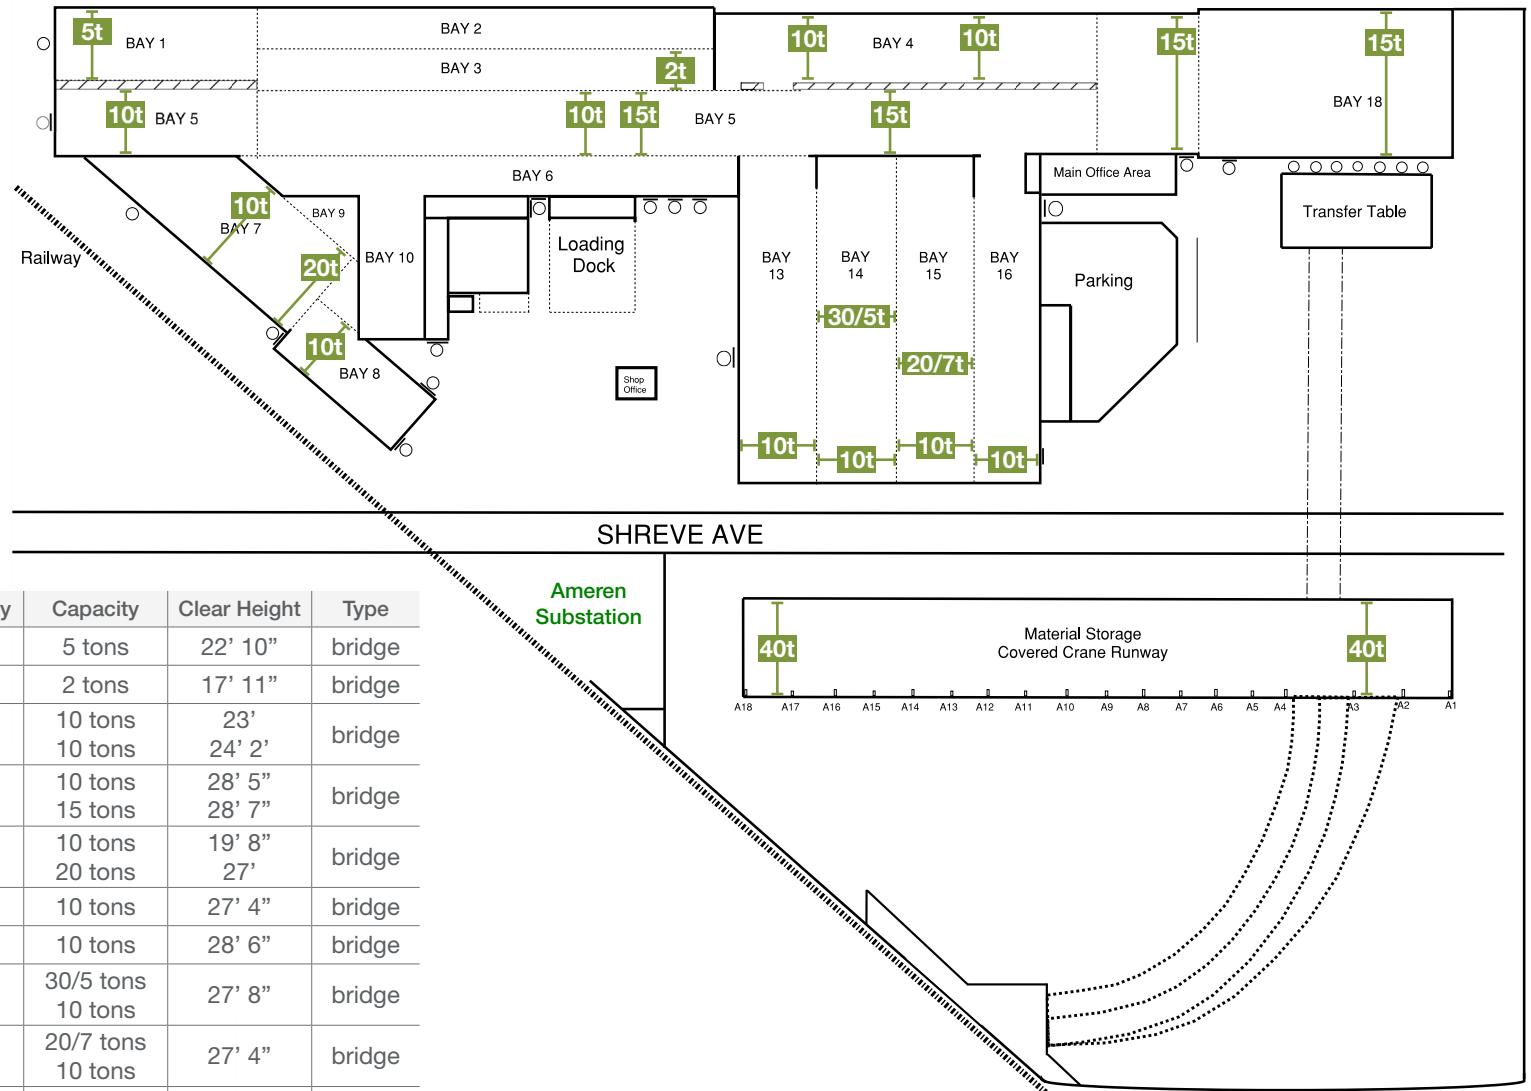 5t
BAY 1
BAY 2
BAY 3
2t
10t
BAY 4
10t
15t
15t
10t
BAY 5
10t
15t
BAY 5
15t
BAY 18
BAY 6
Main Office Area
Transfer Table
10t
BAY 7
BAY 9
BAY 10
20t
10t
BAY 8
Railway
Loading
Dock
Shop
Office
BAY
13
BAY
14
BAY
15
BAY
16
30/5t
20/7t
10t
10t
10t
10t
Parking
SHREVE AVE
Ameren
Substation
Material Storage
Covered Crane Runway
40t
40t
A18 A17 A16 A15 A14 A13 A12 A11 A10 A9 A8 A7 A6 A5 A4 A3 A2 A1
y Capacity Clear Height Type
5 tons 22’ 10” bridge
2 tons 17’ 11” bridge
10 tons 23’
10 tons 24’ 2’ bridge
10 tons 28’ 5”
15 tons 28’ 7” bridge
10 tons 19’ 8”
20 tons 27’ bridge
10 tons 27’ 4” bridge
10 tons 28’ 6” bridge
30/5 tons
10 tons 27’ 8” bridge
20/7 tons
10 tons 27’ 4” bridge